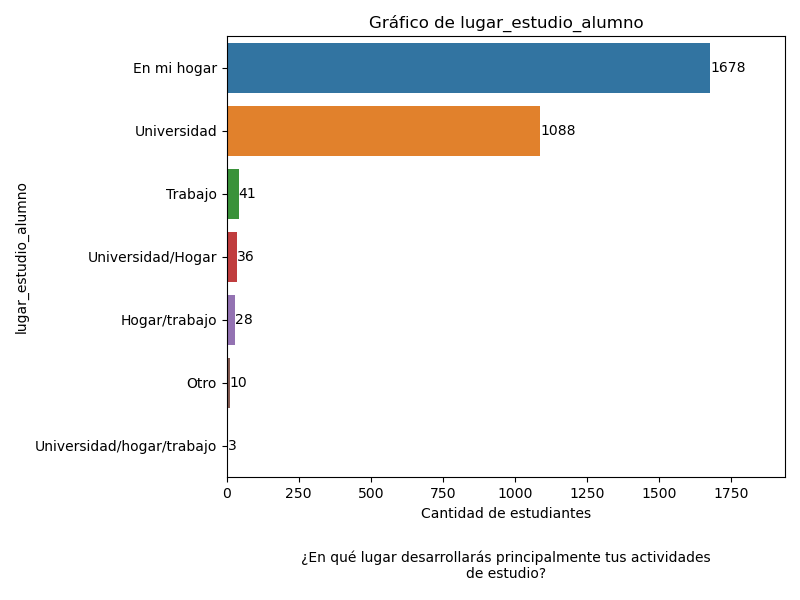 Gráfico de lugar_estudio_alumno
lugar_estudio_alumno
En mi hogar
1678
Universidad
1088
Trabajo
41
Universidad/Hogar
36
Hogar/trabajo
28
Otro
10
Universidad/hogar/trabajo
3
0 250 500 750 1000 1250 1500 1750
Cantidad de estudiantes
¿En qué lugar desarrollarás principalmente tus actividades
de estudio?